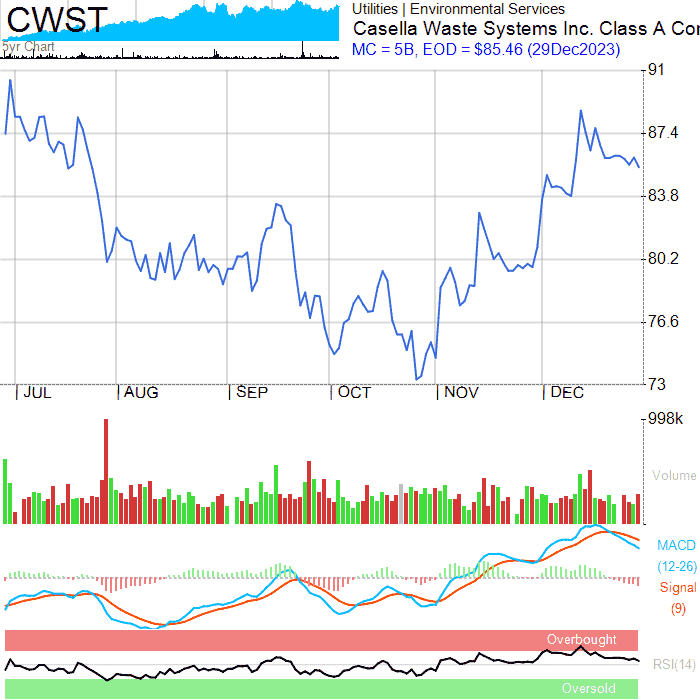 CWST
5yr Chart
Utilities | Environmental Services
Casella Waste Systems Inc. Class A Cor
MC = 5B, EOD = $85.46 (29Dec2023)
91
87.4
83.8
80.2
76.6
73
JUL AUG SEP OCT NOV DEC
998k
Volume
MACD
(12-26)
Signal
(9)
Overbought
RSI(14)
Oversold